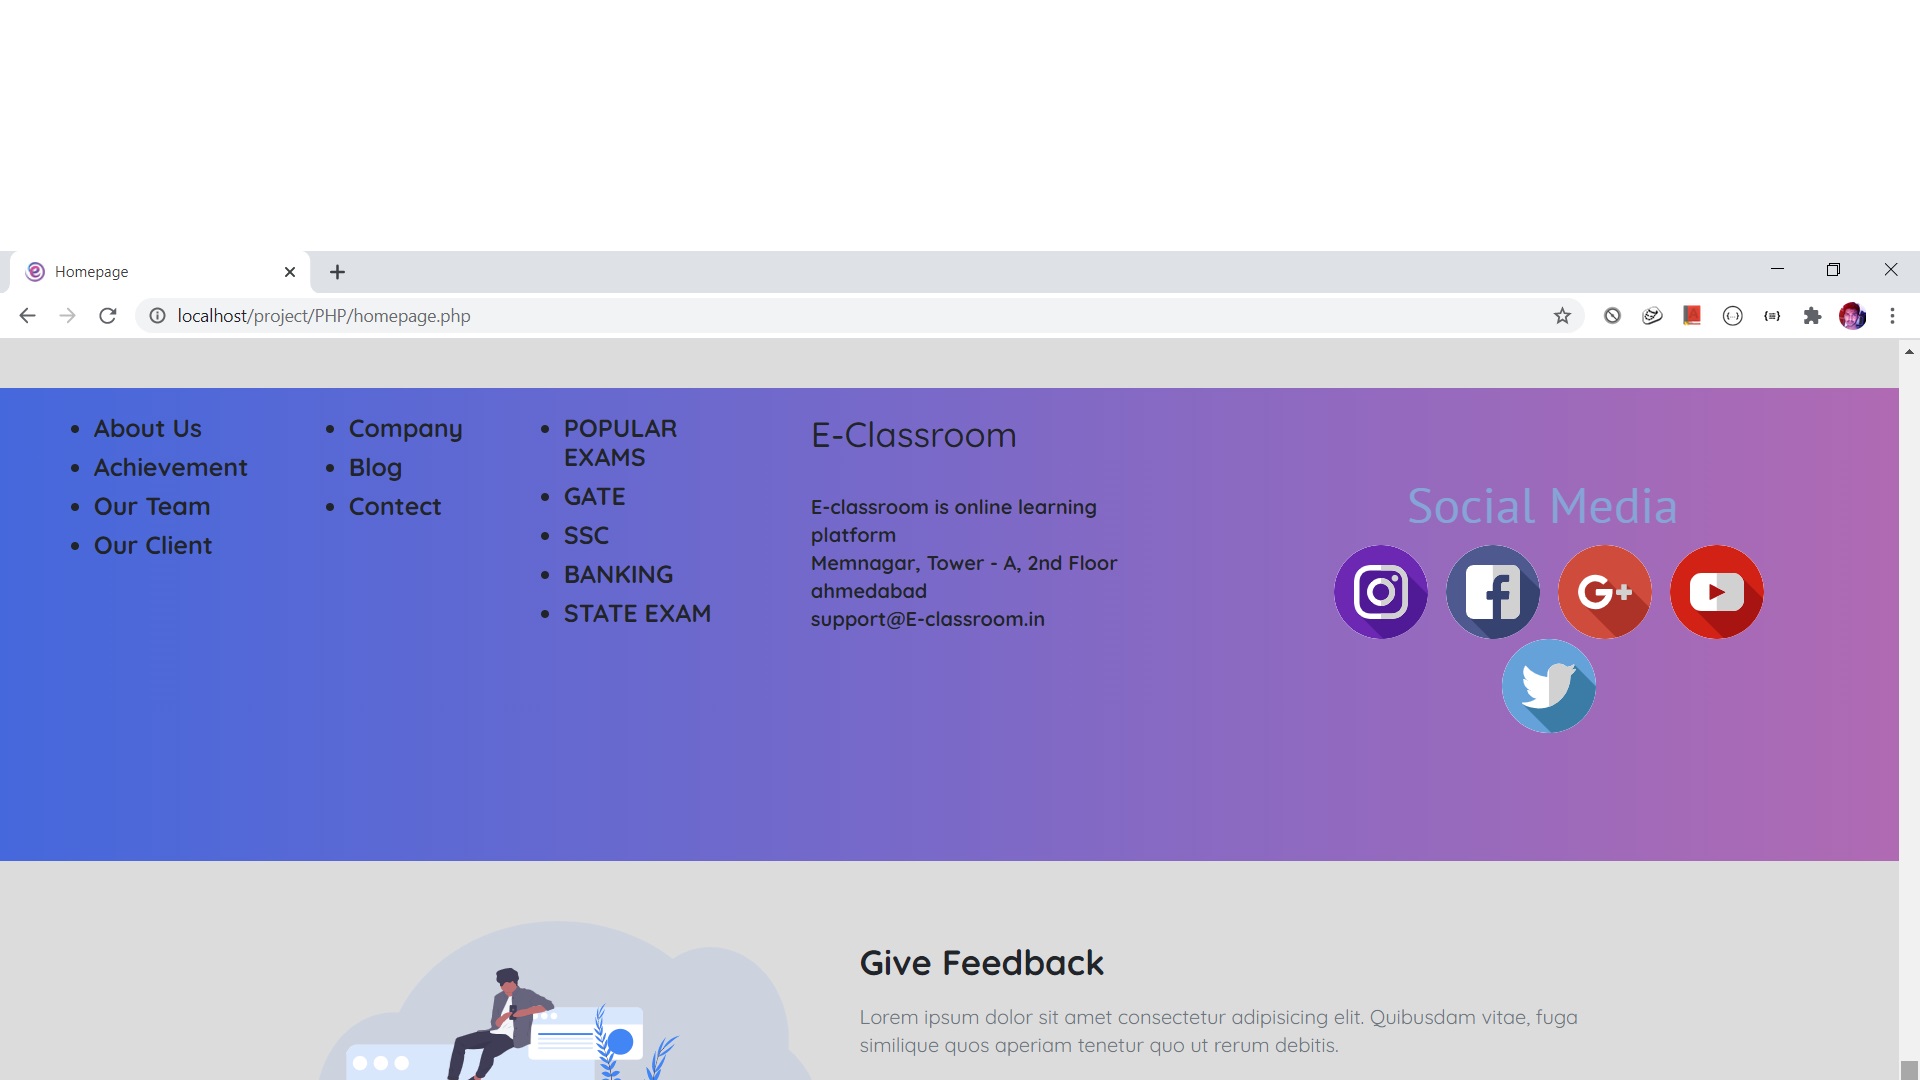 Homepage
localhost/project/PHP/homepage.php
About Us
Achievement
Our Team
Our Client
Company
Blog
Contect
POPULAR
EXAMS
GATE
SSC
BANKING
STATE EXAM
E-Classroom
E-classroom is online learning
platform
Memnagar, Tower - A, 2nd Floor
ahmedabad
support@E-classroom.in
Social Media
G+
Give Feedback
Lorem ipsum dolor sit amet consectetur adipisicing elit. Quibusdam vitae, fuga
similique quos aperiam tenetur quo ut rerum debitis.